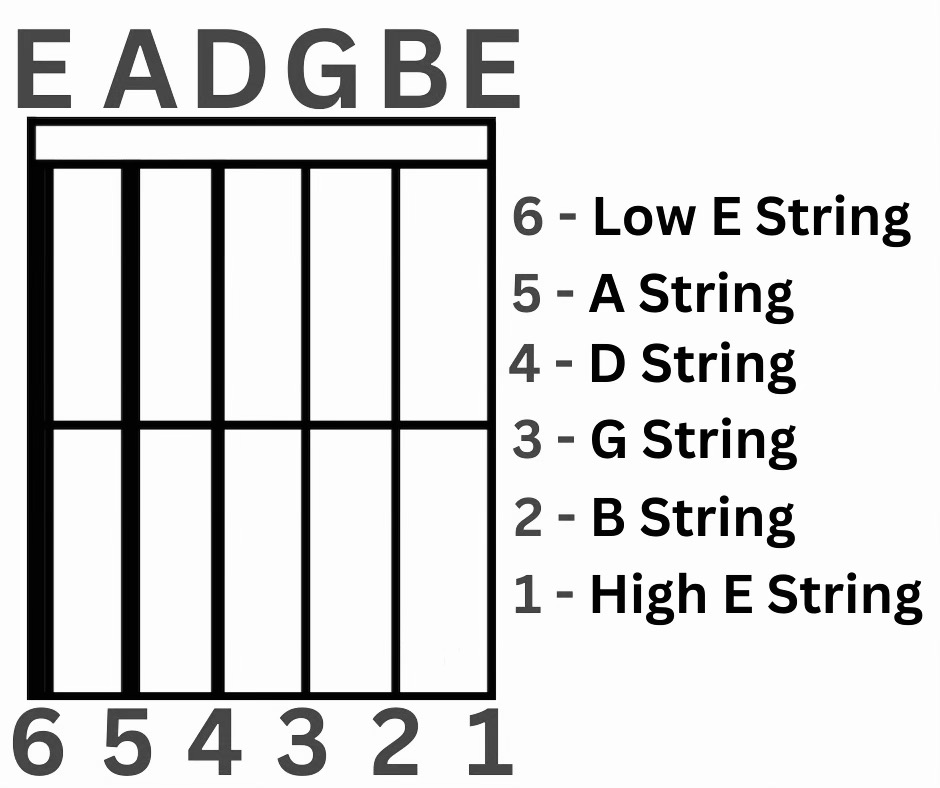 E A D G B E
6 - Low E String
5 - A String
4 - D String
3 - G String
2 - B String
1 - High E String
6 5 4 3 2 1